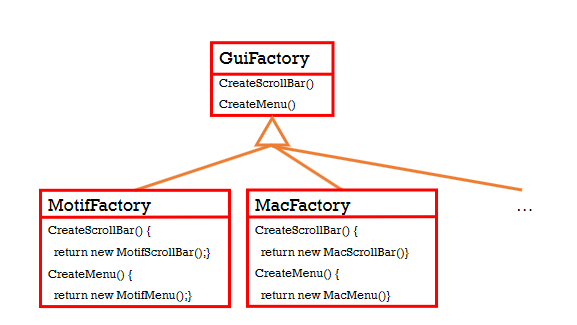 GuiFactory
CreateScrollBar()
CreateMenu()
MotifFactory
CreateScrollBar() {
return new MotifScrollBar();}
CreateMenu() {
return new MotifMenu();}
MacFactory
CreateScrollBar() {
return new MacScrollBar()}
CreateMenu() {
return new MacMenu()}
...